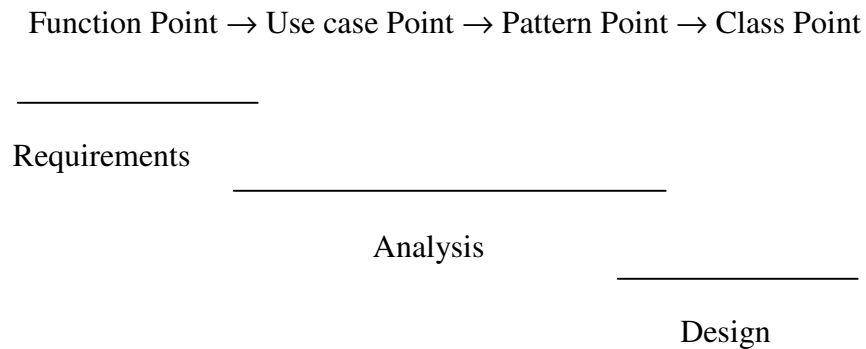 Function Point → Use case Point → Pattern Point → Class Point
Requirements
Analysis
Design